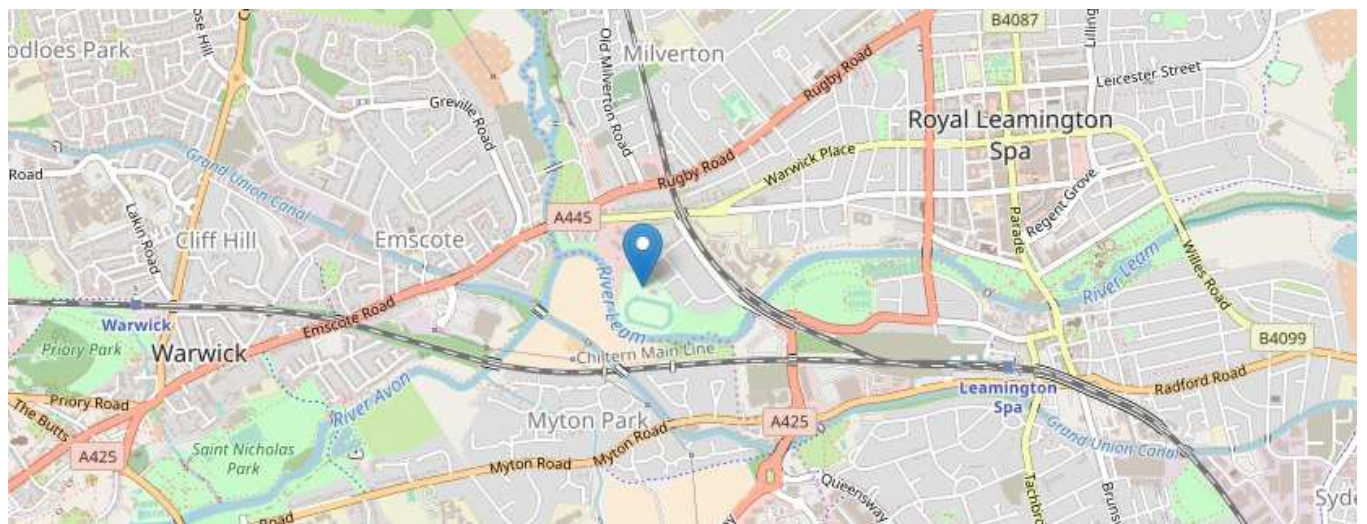 B4087
Milverton
Leicester Street
Rugby Road
Old Milverton Road
Greville Road
Royal Leamington
Spa
Grand Union Canal
Warwick Place
Rugby Road
Road
Lakin Road
A445
Regent Grove
Parade
Cliff Hill
Emscote
Willes Road
River Leam
River Leam
Warwick
Emscote Road
B4099
Priory Park
Warwick
Chiltern Main Line
Radford Road
Leamington
Spa
Priory Road
The Butts
River Avon
Myton Park
A425
Myton Road
Grand Union Canal
A425
Saint Nicholas
Park
Myton Road
Queensway
Road